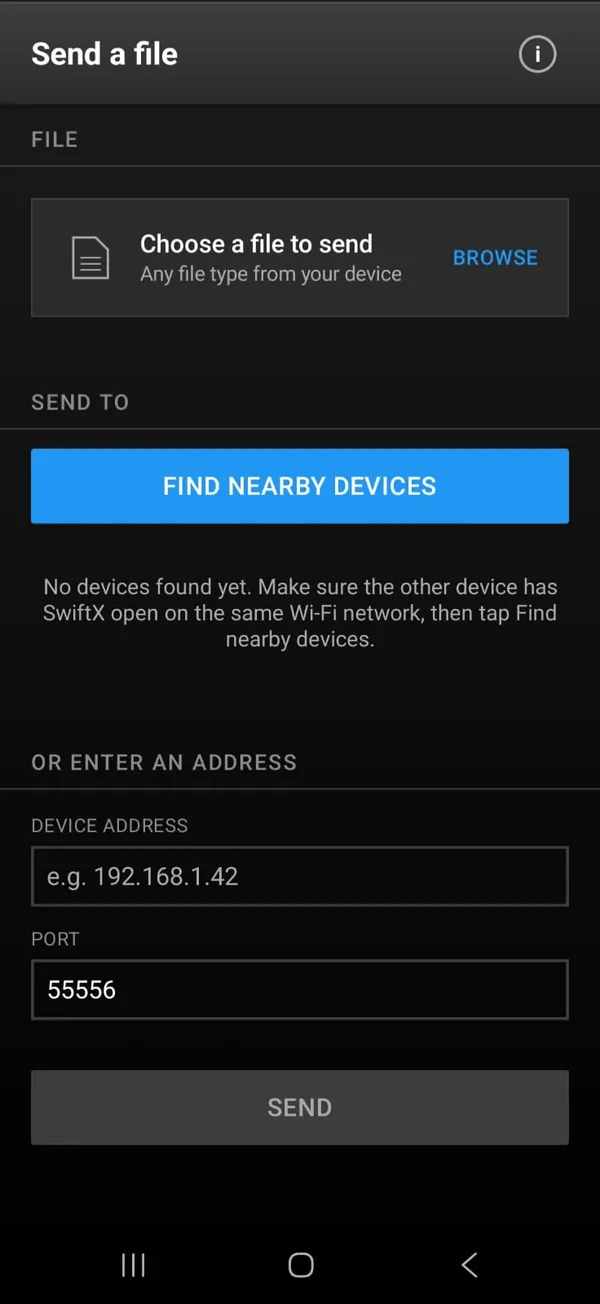 Send a file
FILE
Choose a file to send
Any file type from your device
BROWSE
SEND TO
FIND NEARBY DEVICES
No devices found yet. Make sure the other device has
SwiftX open on the same Wi-Fi network, then tap Find
nearby devices.
OR ENTER AN ADDRESS
DEVICE ADDRESS
e.g. 192.168.1.42
PORT
55556
SEND